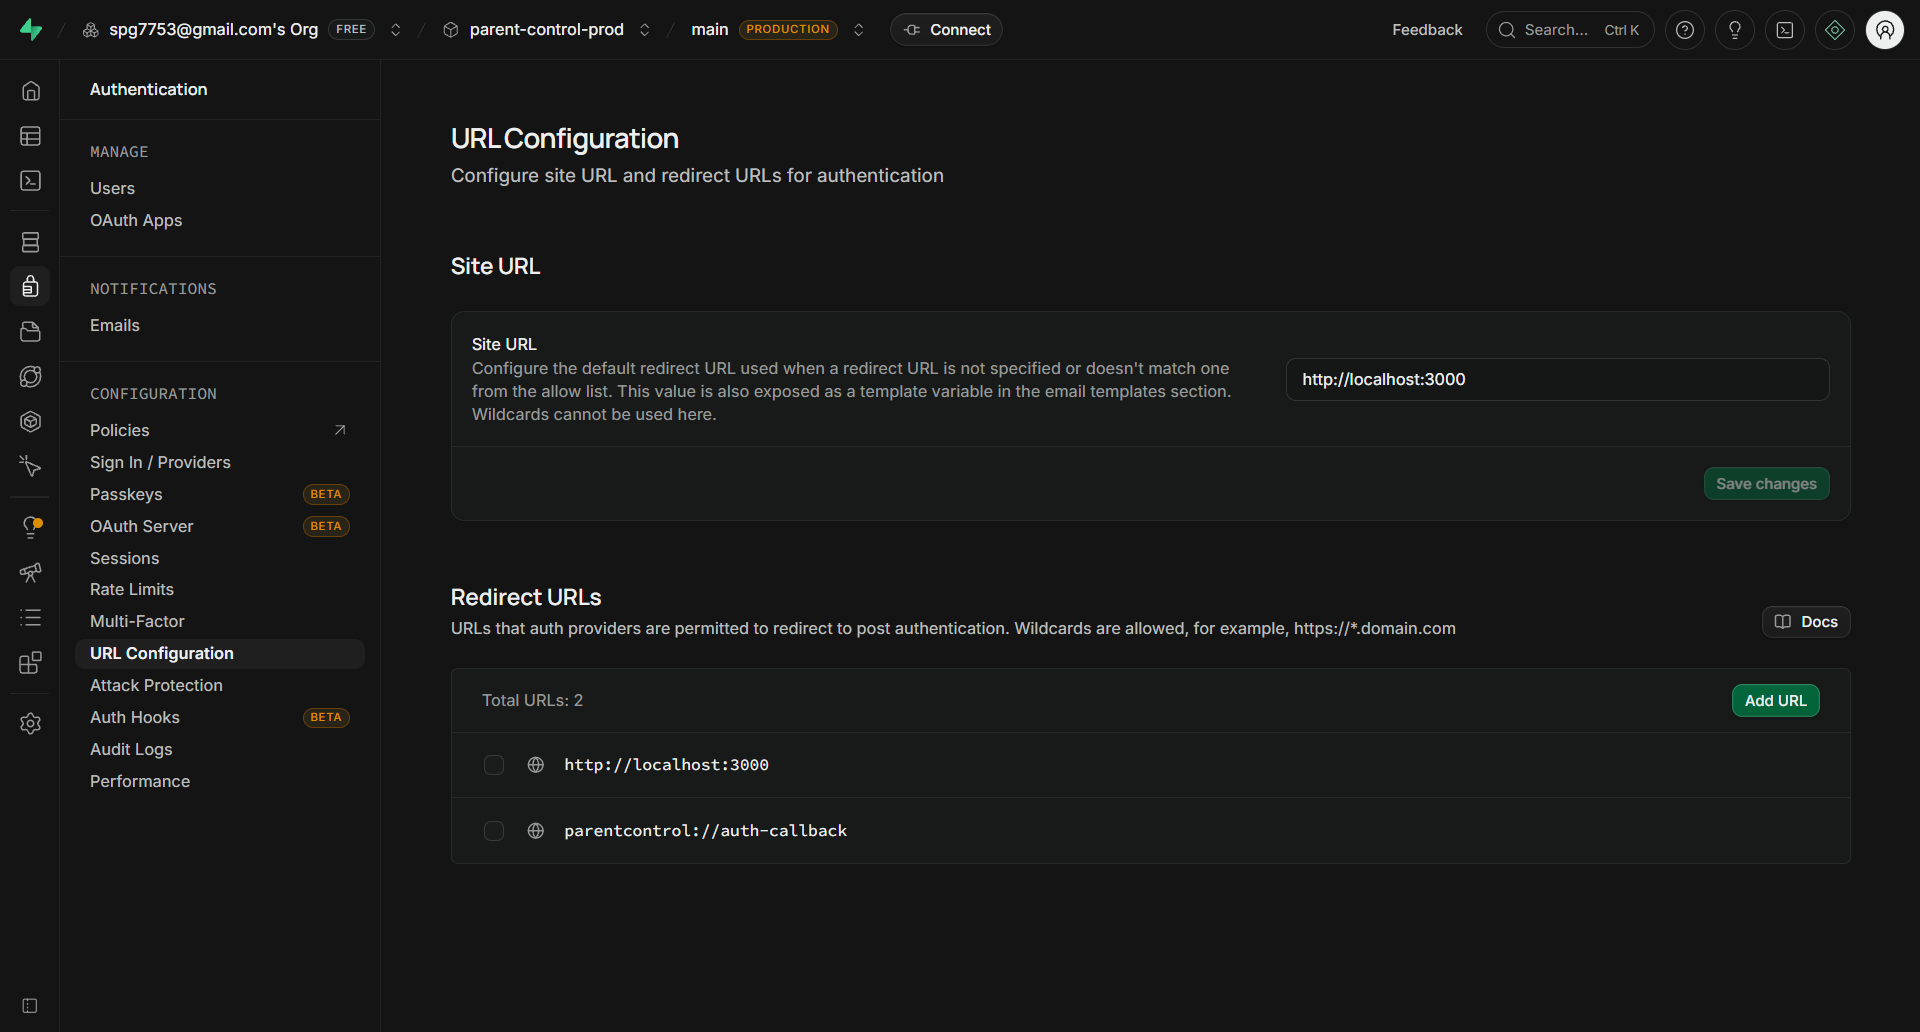 spg7753@gmail.com's Org FREE parent-control-prod main PRODUCTION Connect Feedback Search... Ctrl K
Authentication
MANAGE
Users
OAuth Apps
NOTIFICATIONS
Emails
CONFIGURATION
Policies
Sign In / Providers
Passkeys BETA
OAuth Server BETA
Sessions
Rate Limits
Multi-Factor
URL Configuration
Attack Protection
Auth Hooks BETA
Audit Logs
Performance
URL Configuration
Configure site URL and redirect URLs for authentication
Site URL
Site URL
Configure the default redirect URL used when a redirect URL is not specified or doesn't match one
from the allow list. This value is also exposed as a template variable in the email templates section.
Wildcards cannot be used here.
http://localhost:3000
Save changes
Redirect URLs
URLs that auth providers are permitted to redirect to post authentication. Wildcards are allowed, for example, https://*.domain.com
Docs
Total URLs: 2
Add URL
http://localhost:3000
parentcontrol://auth-callback